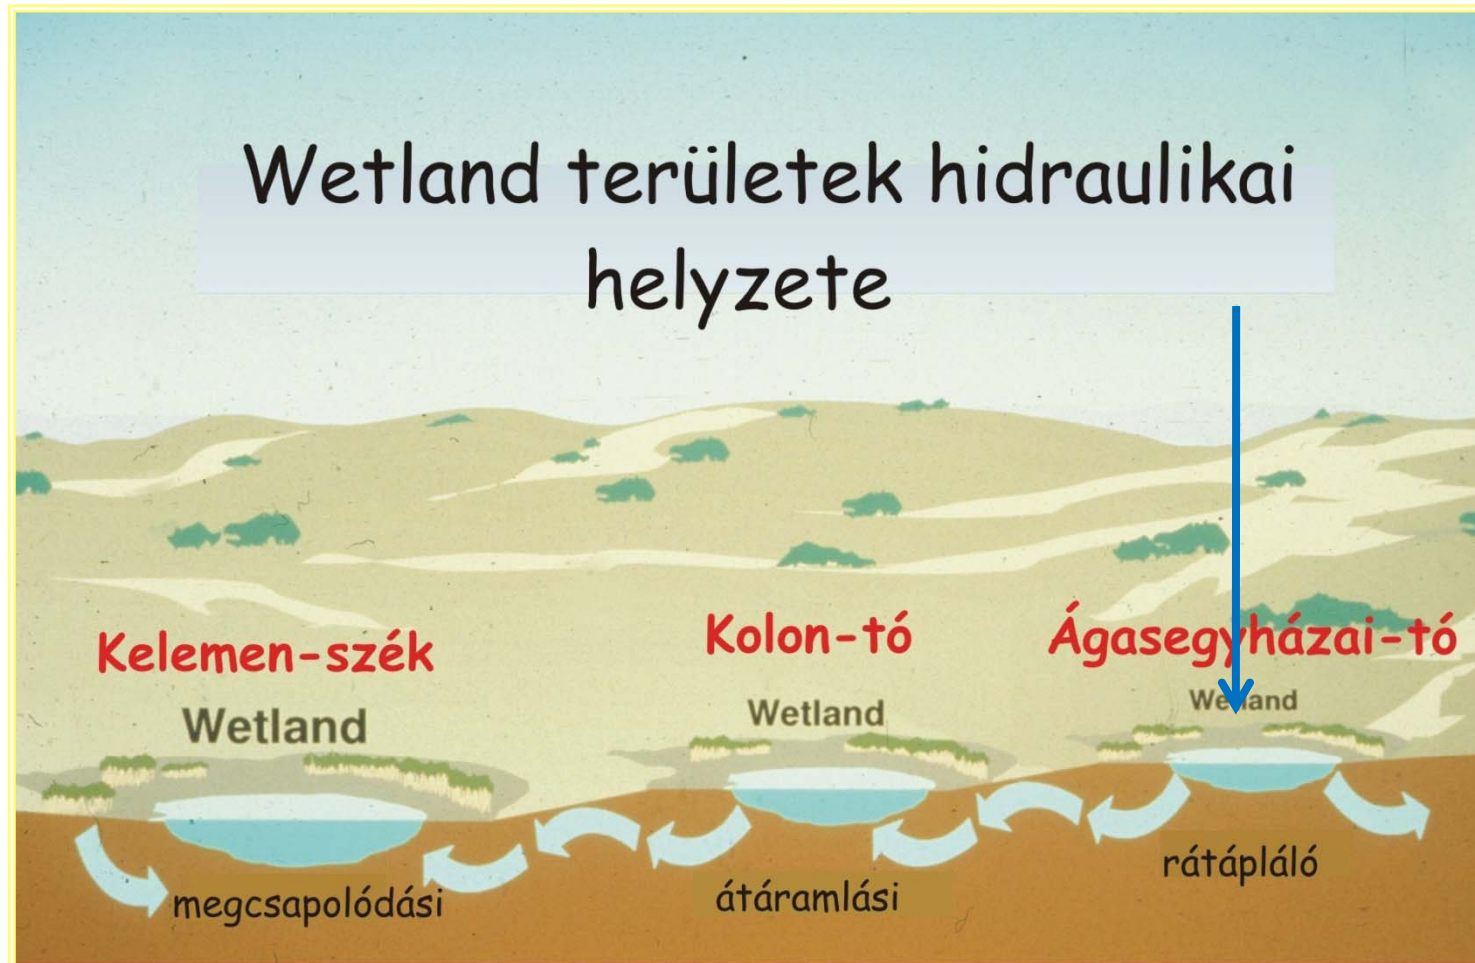 Wetland területek hidraulikai
helyzete
Kelemen-szék
Kolon-tó
Ágasegyházai-tó
Wetland
Wetland
Wetland
megcsapolódási
átáramlási
rátápláló